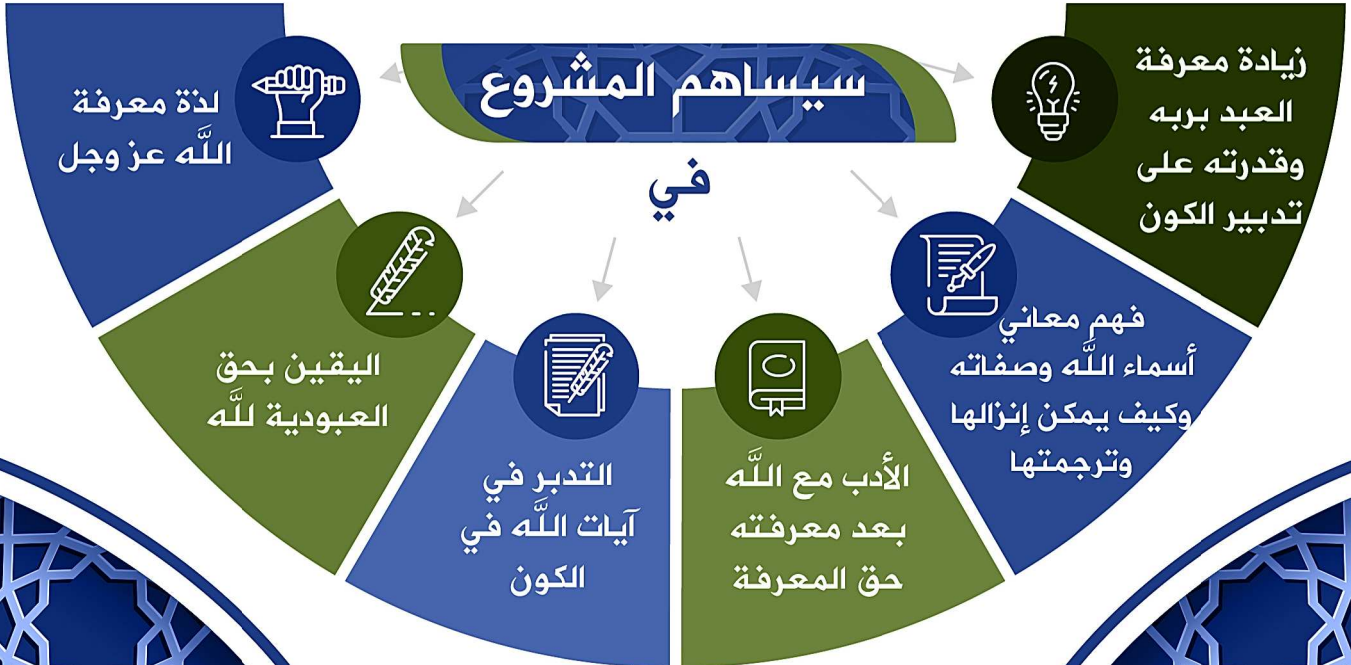 سيساهم المشروع
في
زيادة معرفة
العبد بربه
وقدرته على
تدبير الكون
فهم معاني
أسماء اللَّه وصفاته
وكيف يمكن إنزالها
وترجمتها
الأدب مع اللَّه
بعد معرفته
حق المعرفة
التدبر في
آيات اللَّه في
الكون
اليقين بحق
العبودية للَّه
لذة معرفة
اللَّه عز وجل